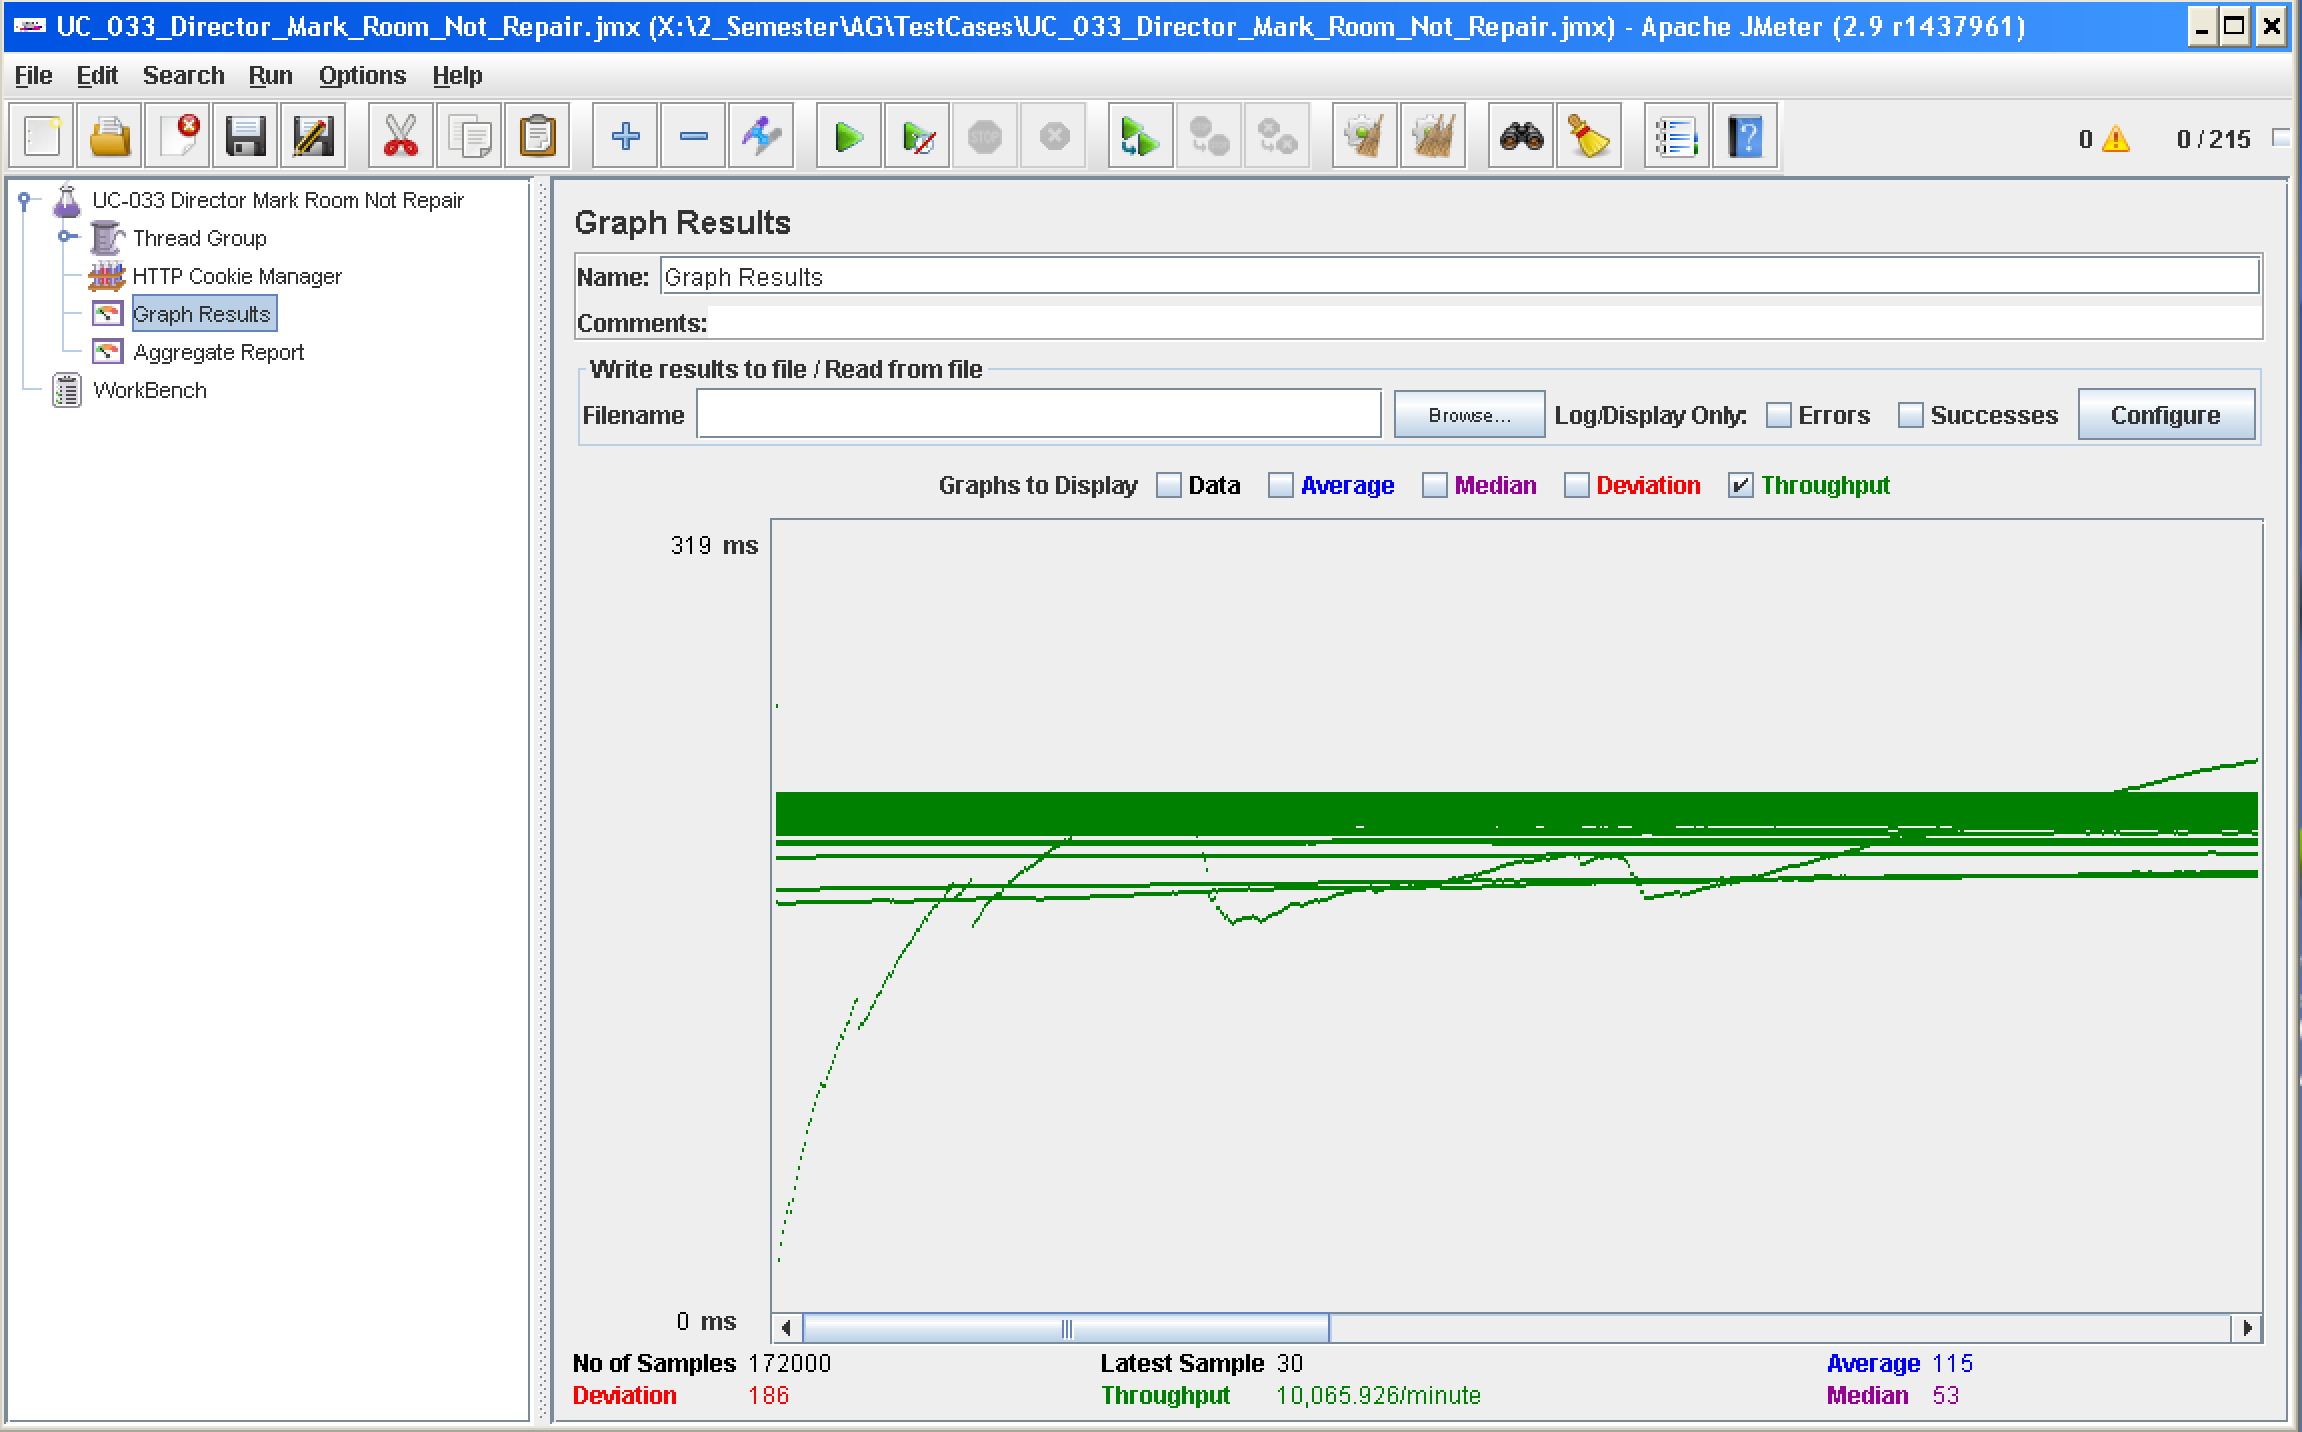 UC_033_Director_Mark_Room_Not_Repair.jmx (X:\2_Semester\AG\TestCases\UC_033_Director_Mark_Room_Not_Repair.jmx) - Apache JMeter (2.9 r1437961)
File Edit Search Run Options Help
STOP
0 0 / 215
UC-033 Director Mark Room Not Repair
Thread Group
HTTP Cookie Manager
Graph Results
Aggregate Report
WorkBench
Graph Results
Name: Graph Results
Comments:
Write results to file / Read from file
Filename Browse... Log/Display Only: Errors Successes Configure
Graphs to Display Data Average Median Deviation Throughput
319 ms
0 ms
No of Samples 172000 Latest Sample 30 Average 115
Deviation 186 Throughput 10,065.926/minute Median 53